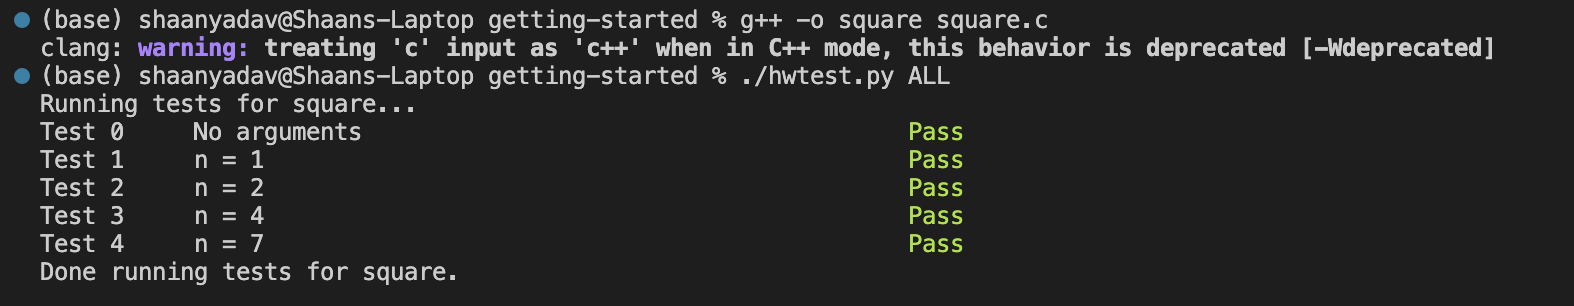 (base) shaanyadav@Shaans-Laptop getting-started % g++ -o square square.c
clang: warning: treating 'c' input as 'c++' when in C++ mode, this behavior is deprecated [-Wdeprecated]
(base) shaanyadav@Shaans-Laptop getting-started % ./hwtest.py ALL
Running tests for square...
Test 0 No arguments Pass
Test 1 n = 1 Pass
Test 2 n = 2 Pass
Test 3 n = 4 Pass
Test 4 n = 7 Pass
Done running tests for square.